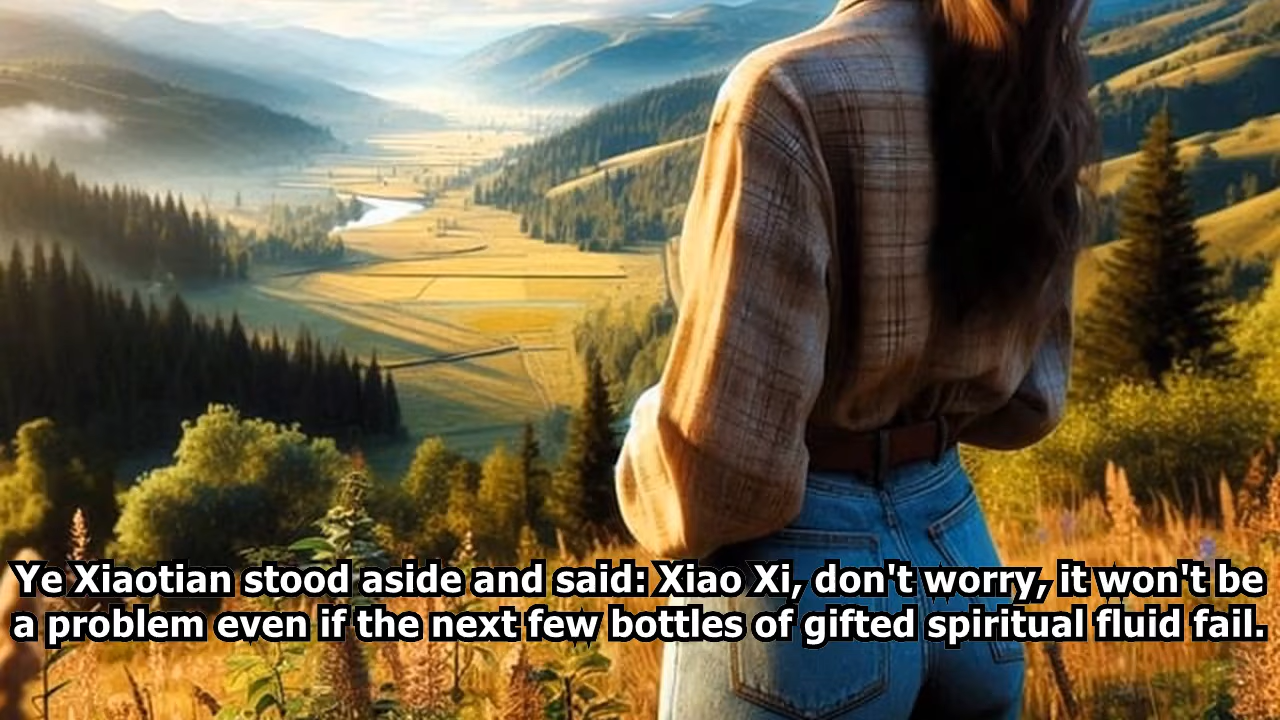 Ye Xiaotian stood aside and said: Xiao Xi, don't worry, it won't be
a problem even if the next few bottles of gifted spiritual fluid fail.